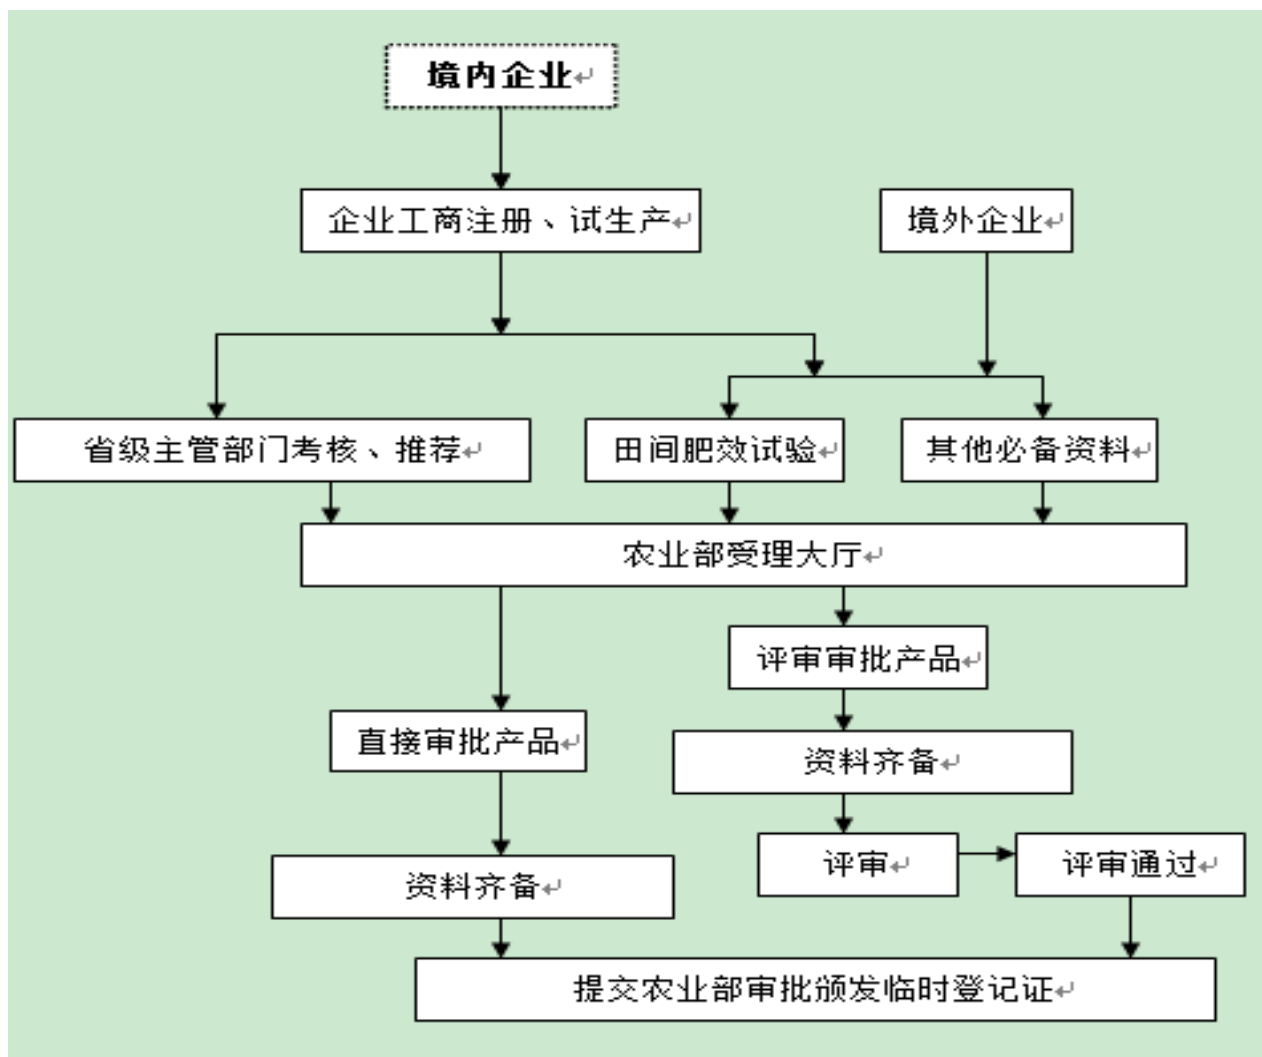 境内企业↵
企业工商注册、试生产↵
境外企业↵
省级主管部门考核、推荐↵
田间肥效试验↵
其他必备资料↵
农业部受理大厅↵
评审审批产品↵
直接审批产品↵
资料齐备↵
评审↵
评审通过↵
资料齐备↵
提交农业部审批颁发临时登记证↵